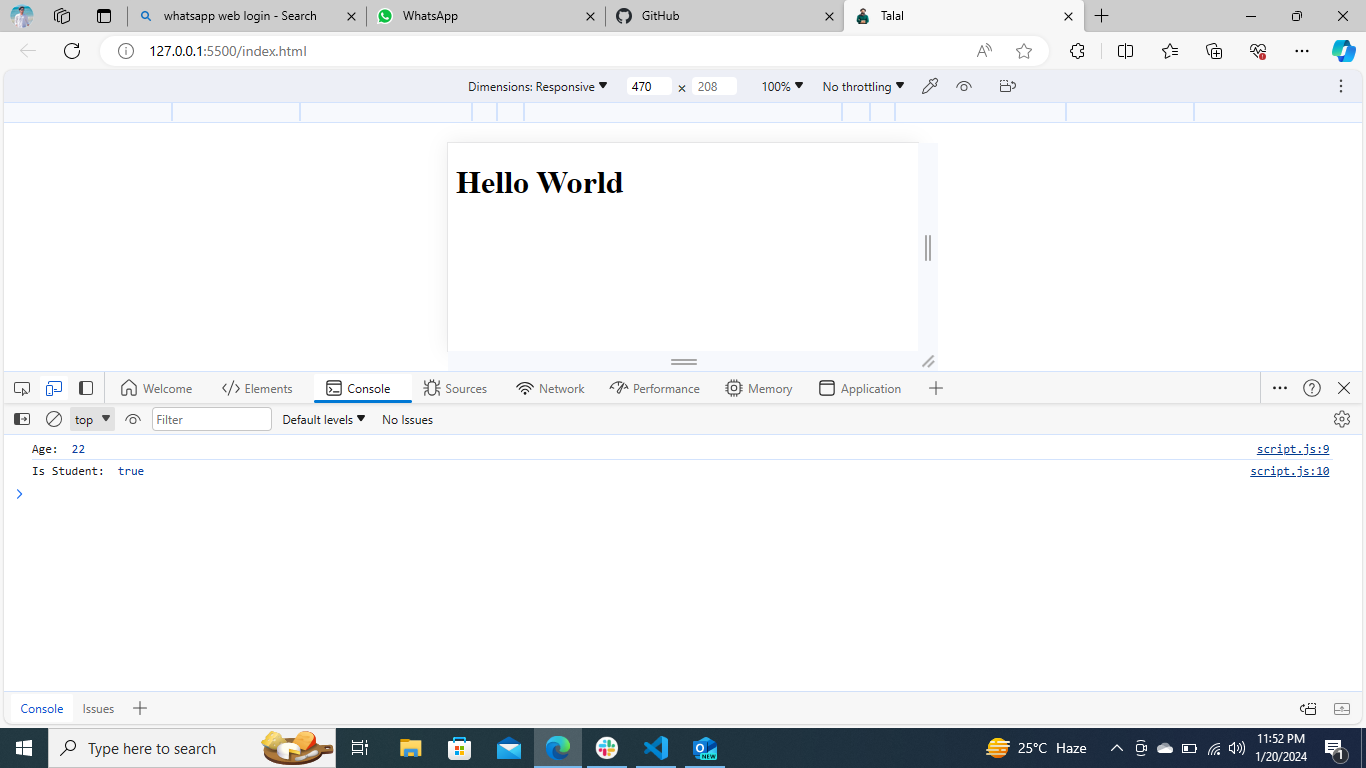 whatsapp web login - Search
WhatsApp
GitHub
Talal
127.0.0.1:5500/index.html
Dimensions: Responsive 470 × 208 100% No throttling
Hello World
Welcome Elements Console Sources Network Performance Memory Application
top Filter Default levels No Issues
Age: 22 script.js:9
Is Student: true script.js:10
Console Issues
Type here to search
NEW
25°C Haze
11:52 PM
1/20/2024
1